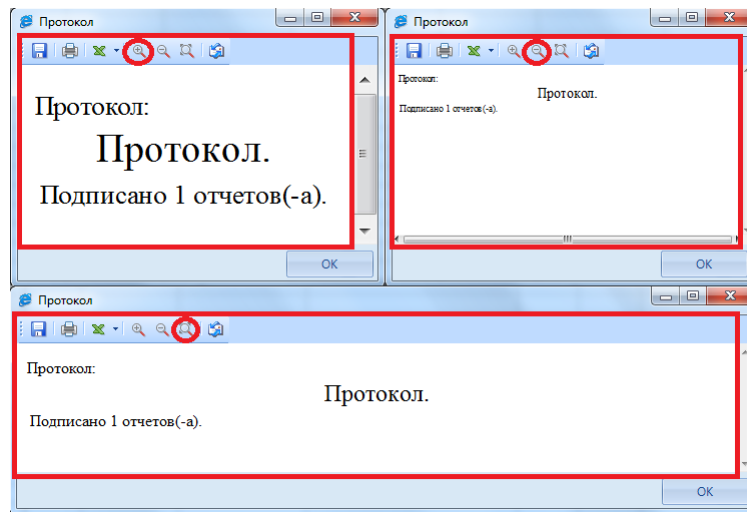 Протокол
Протокол:
Протокол.
Подписано 1 отчетов(-а).
OK
Протокол
Протокол:
Протокол.
Подписано 1 отчетов(-а).
OK
Протокол
Протокол:
Протокол.
Подписано 1 отчетов(-а).
OK